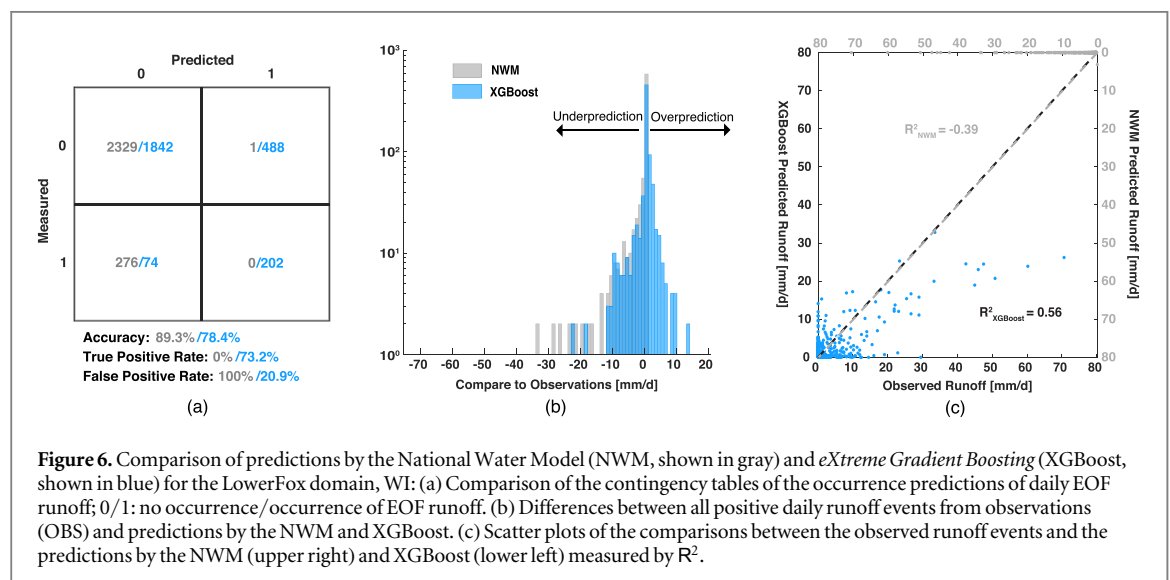 Predicted
0 1
Measured
0
2329/1842 1/488
1
276/74 0/202
Accuracy: 89.3%/78.4%
True Positive Rate: 0%/73.2%
False Positive Rate: 100%/20.9%
(a)
10³
10²
10¹
10⁰
NWM
XGBoost
Underprediction Overprediction
-70 -60 -50 -40 -30 -20 -10 0 10 20
Compare to Observations [mm/d]
(b)
80 70 60 50 40 30 20 10 0
XGBoost Predicted Runoff [mm/d]
80
70
60
50
40
30
20
10
0
R²NWM = -0.39
R²XGBoost = 0.56
0
10
20
30
40
50
60
70
80
NWM Predicted Runoff [mm/d]
0 10 20 30 40 50 60 70 80
Observed Runoff [mm/d]
(c)
Figure 6. Comparison of predictions by the National Water Model (NWM, shown in gray) and eXtreme Gradient Boosting (XGBoost,
shown in blue) for the LowerFox domain, WI: (a) Comparison of the contingency tables of the occurrence predictions of daily EOF
runoff; 0/1: no occurrence/occurrence of EOF runoff. (b) Differences between all positive daily runoff events from observations
(OBS) and predictions by the NWM and XGBoost. (c) Scatter plots of the comparisons between the observed runoff events and the
predictions by the NWM (upper right) and XGBoost (lower left) measured by R².